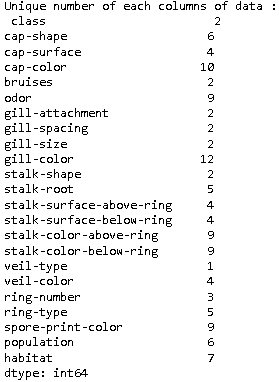 Unique number of each columns of data :
class 2
cap-shape 6
cap-surface 4
cap-color 10
bruises 2
odor 9
gill-attachment 2
gill-spacing 2
gill-size 2
gill-color 12
stalk-shape 2
stalk-root 5
stalk-surface-above-ring 4
stalk-surface-below-ring 4
stalk-color-above-ring 9
stalk-color-below-ring 9
veil-type 1
veil-color 4
ring-number 3
ring-type 5
spore-print-color 9
population 6
habitat 7
dtype: int64